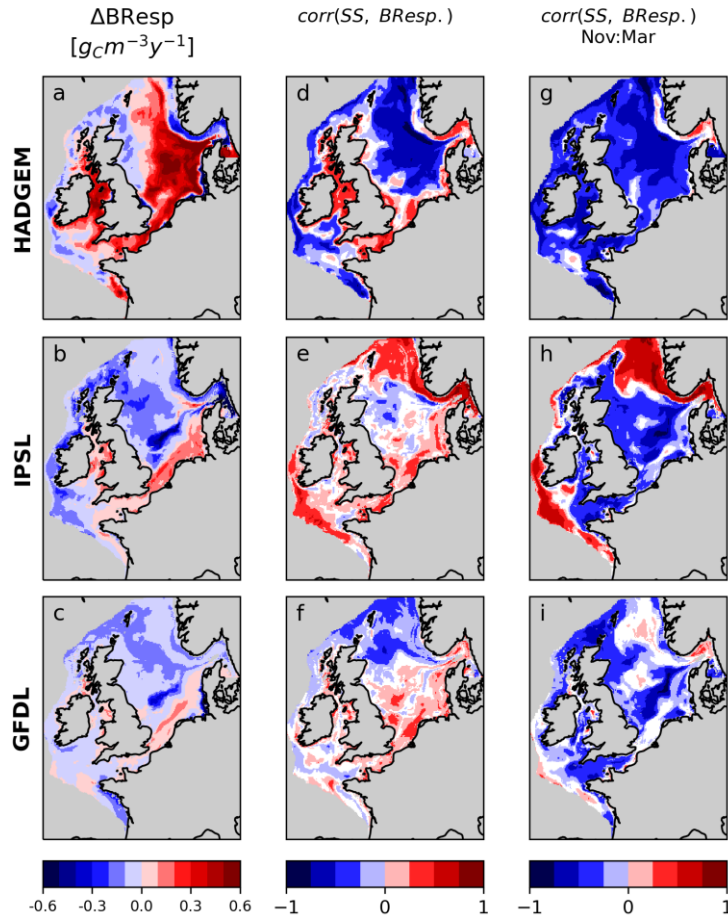 ΔBResp
[g_C m^{−3} y^{−1}]
corr(SS, BResp.)
corr(SS, BResp.)
Nov:Mar
HADGEM
a
d
g
IPSL
b
e
h
GFDL
c
f
i
-0.6 -0.3 0.0 0.3 0.6
−1 0 1
−1 0 1